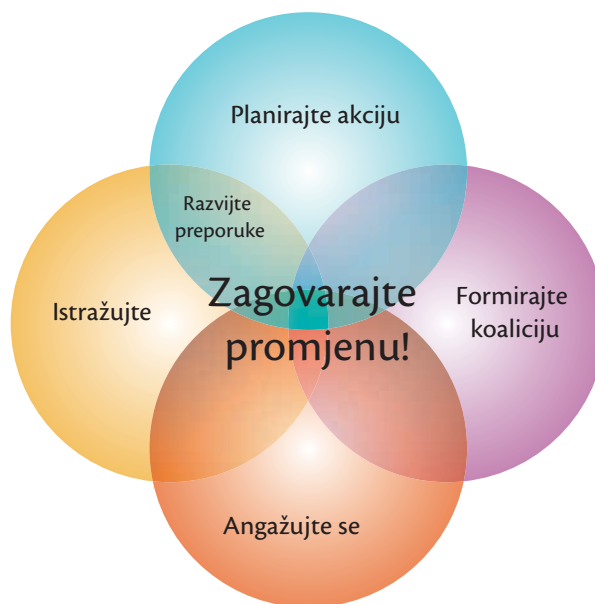 Planirajte akciju
Razvijte
preporuke
Istražujte
Zagovarajte
promjenu!
Formirajte
koaliciju
Angažujte se